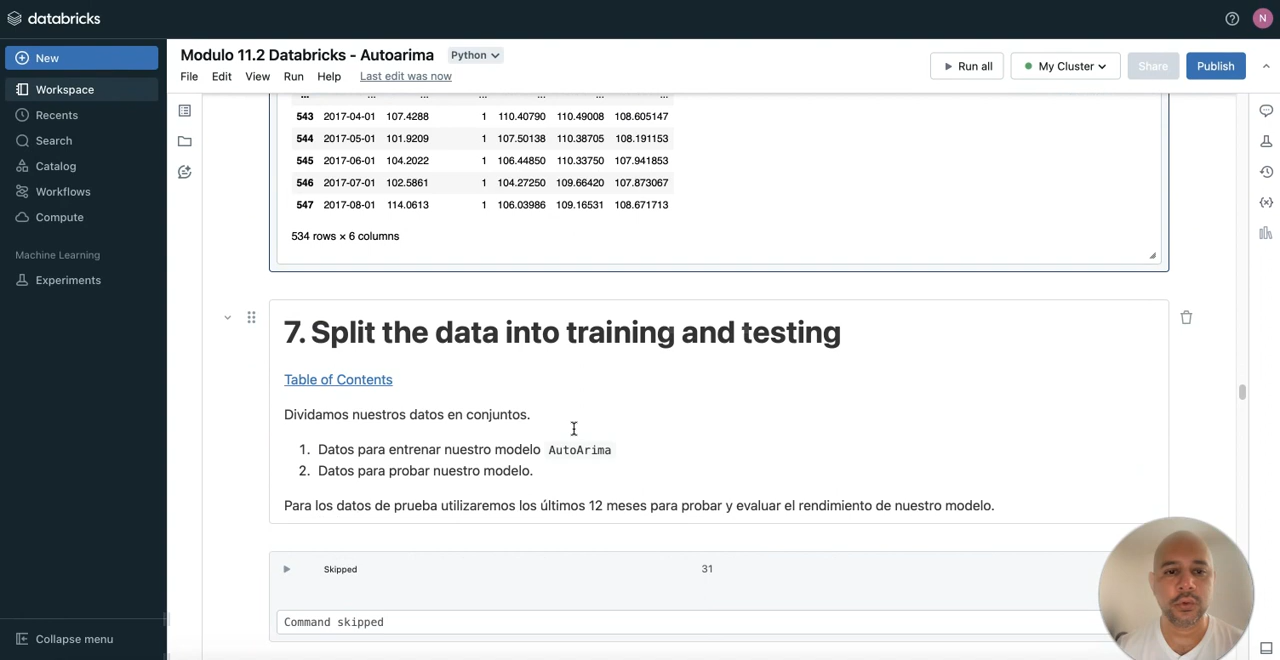 databricks
N
New
Modulo 11.2 Databricks - Autoarima Python
Run all
My Cluster
Share
Publish
File Edit View Run Help Last edit was now
Workspace
Recents
Search
Catalog
Workflows
Compute
Machine Learning
Experiments
Collapse menu
... ... ... ... ... ... ...
543 2017-04-01 107.4288 1 110.40790 110.49008 108.605147
544 2017-05-01 101.9209 1 107.50138 110.38705 108.191153
545 2017-06-01 104.2022 1 106.44850 110.33750 107.941853
546 2017-07-01 102.5861 1 104.27250 109.66420 107.873067
547 2017-08-01 114.0613 1 106.03986 109.16531 108.671713
534 rows × 6 columns
7. Split the data into training and testing
Table of Contents
Dividamos nuestros datos en conjuntos.
1. Datos para entrenar nuestro modelo AutoArima
2. Datos para probar nuestro modelo.
Para los datos de prueba utilizaremos los últimos 12 meses para probar y evaluar el rendimiento de nuestro modelo.
Skipped 31
Command skipped